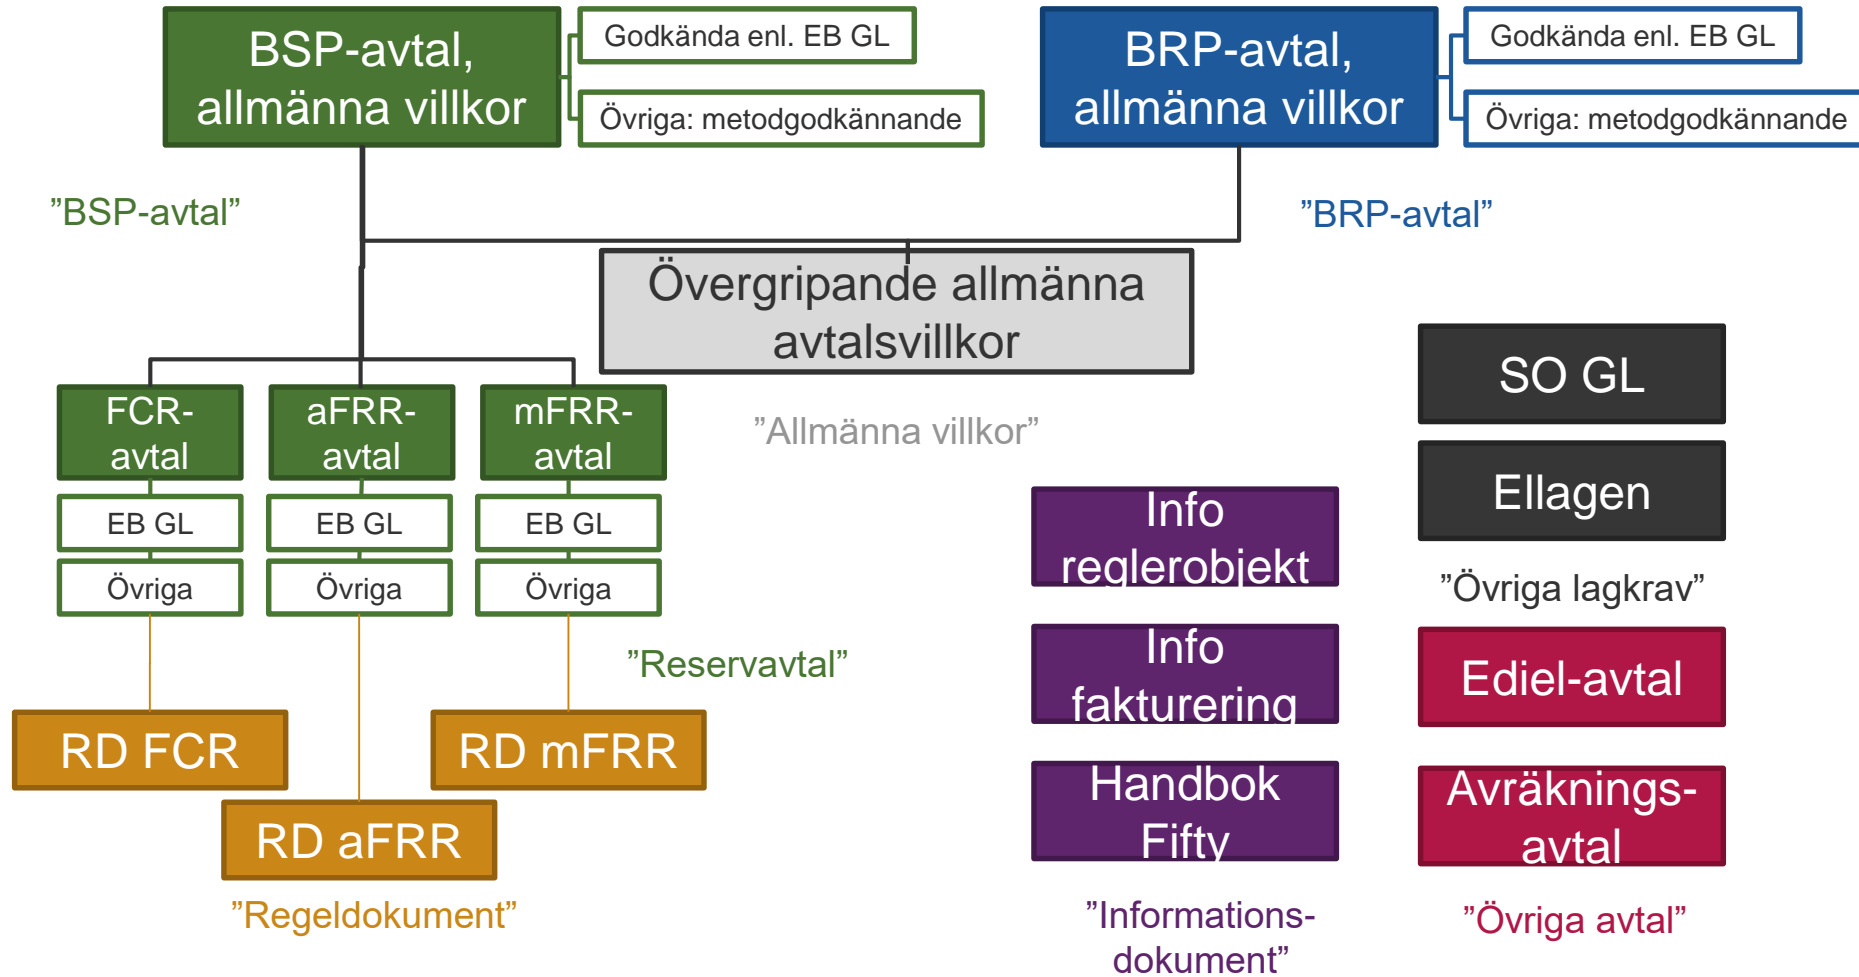 BSP-avtal,
allmänna villkor
Godkända enl. EB GL
Övriga: metodgodkännande
BRP-avtal,
allmänna villkor
Godkända enl. EB GL
Övriga: metodgodkännande
”BSP-avtal”
”BRP-avtal”
Övergripande allmänna
avtalsvillkor
”Allmänna villkor”
FCR-
avtal
aFRR-
avtal
mFRR-
avtal
EB GL
EB GL
EB GL
Övriga
Övriga
Övriga
”Reservavtal”
RD FCR
RD mFRR
RD aFRR
”Regeldokument”
Info
reglerobjekt
Info
fakturering
Handbok
Fifty
”Informations-
dokument”
SO GL
Ellagen
”Övriga lagkrav”
Ediel-avtal
Avräknings-
avtal
”Övriga avtal”